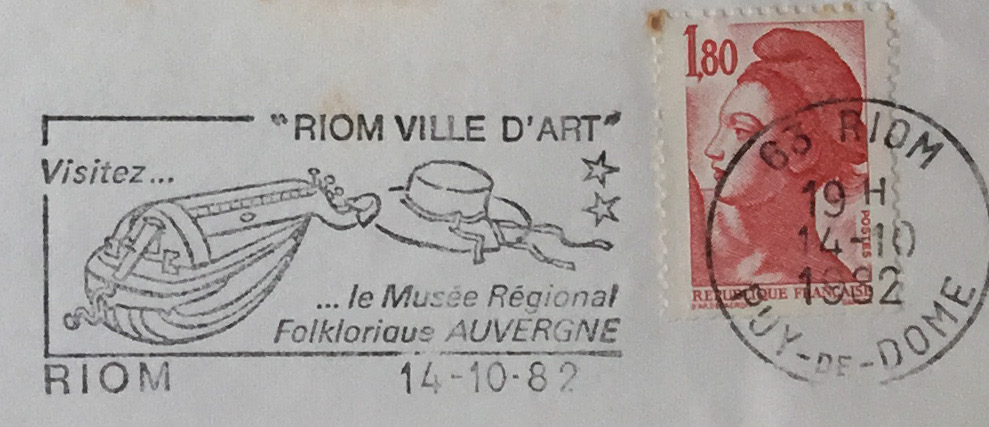 "RIOM VILLE D'ART"
Visitez...
...le Musée Régional
Folklorique AUVERGNE
RIOM 14-10-82
1,80
POSTES
REPUBLIQUE FRANÇAISE
63 RIOM
19 H
14-10
1982
PUY-DE-DOME